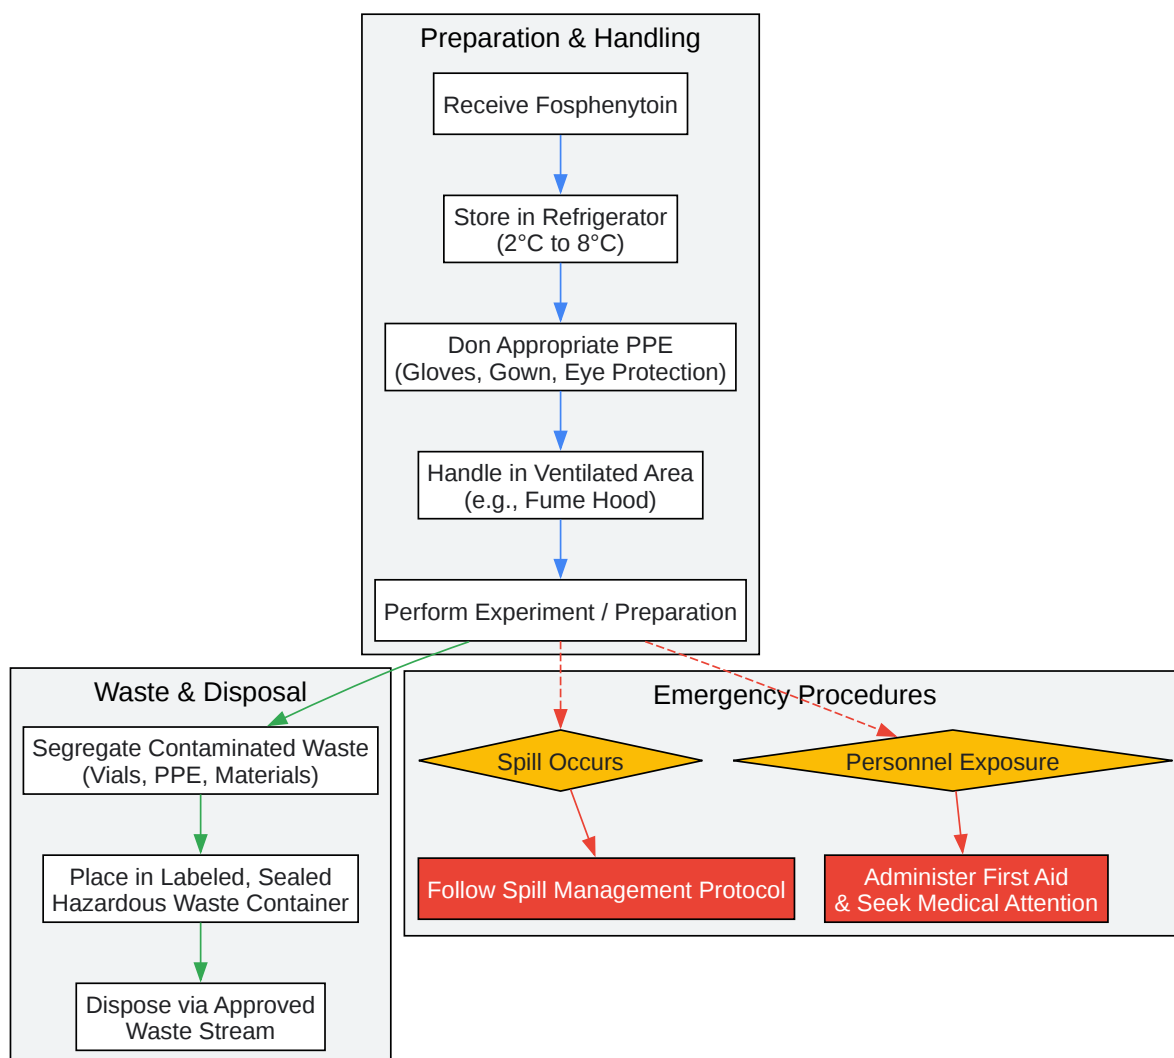 Preparation & Handling
Receive Fosphenytoin
Store in Refrigerator
(2°C to 8°C)
Don Appropriate PPE
(Gloves, Gown, Eye Protection)
Handle in Ventilated Area
(e.g., Fume Hood)
Perform Experiment / Preparation
Waste & Disposal
Segregate Contaminated Waste
(Vials, PPE, Materials)
Place in Labeled, Sealed
Hazardous Waste Container
Dispose via Approved
Waste Stream
Emergency Procedures
Spill Occurs
Personnel Exposure
Follow Spill Management Protocol
Administer First Aid
& Seek Medical Attention